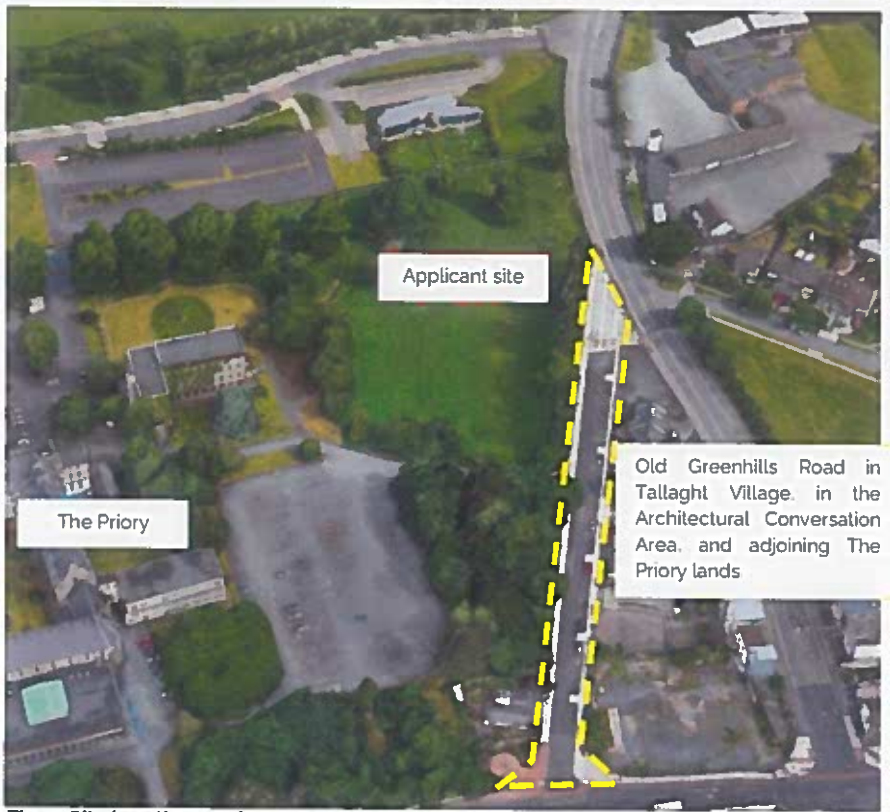 Applicant site
The Priory
Old Greenhills Road in
Tallaght Village, in the
Architectural Conversation
Area, and adjoining The
Priory lands